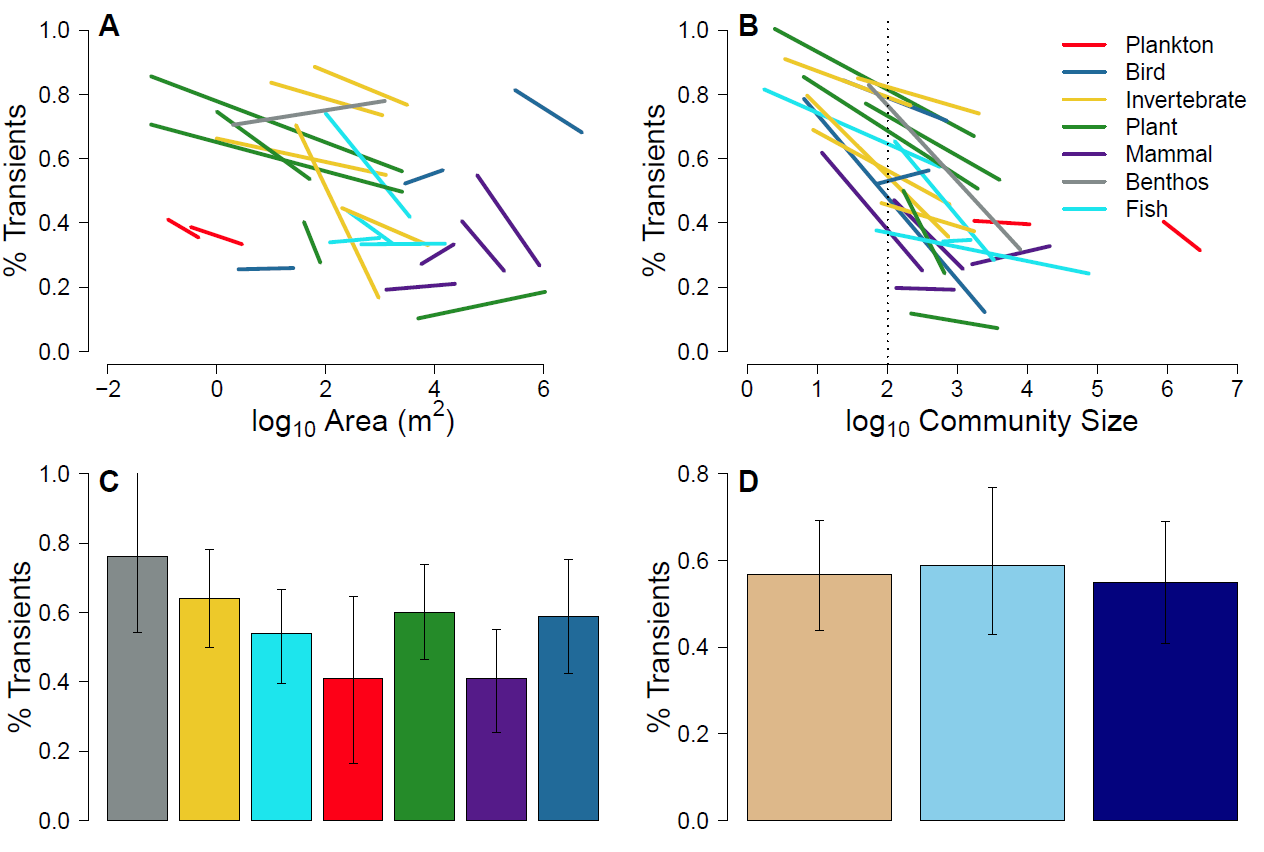 A
1.0
0.8
0.6
0.4
0.2
0.0
% Transients
−2 0 2 4 6
log10 Area (m2)
B
1.0
0.8
0.6
0.4
0.2
0.0
% Transients
0 1 2 3 4 5 6 7
log10 Community Size
Plankton
Bird
Invertebrate
Plant
Mammal
Benthos
Fish
C
1.0
0.8
0.6
0.4
0.2
0.0
% Transients
D
0.8
0.6
0.4
0.2
0.0
% Transients